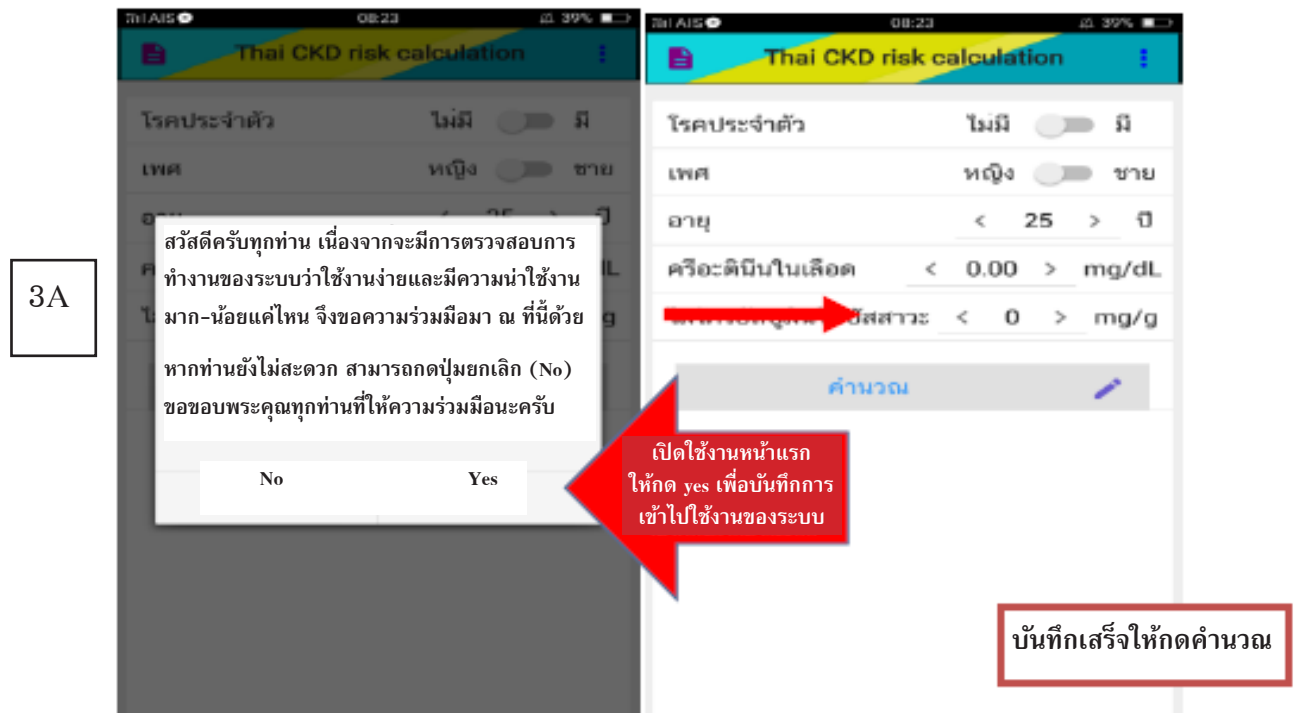 3A
AIS 08:23 39%
Thai CKD risk calculation
โรคประจำตัว ไม่มี มี
เพศ หญิง ชาย
25 ปี
สวัสดีครับทุกท่าน เนื่องจากจะมีการตรวจสอบการ
ทำงานของระบบว่าใช้งานง่ายและมีความน่าใช้งาน
มาก-น้อยแค่ไหน จึงขอความร่วมมือมา ณ ที่นี้ด้วย
หากท่านยังไม่สะดวก สามารถกดปุ่มยกเลิก (No)
ขอขอบพระคุณทุกท่านที่ให้ความร่วมมือนะครับ
No Yes
เปิดใช้งานหน้าแรก
ให้กด yes เพื่อบันทึกการ
เข้าไปใช้งานของระบบ
AIS 08:23 39%
Thai CKD risk calculation
โรคประจำตัว ไม่มี มี
เพศ หญิง ชาย
อายุ < 25 > ปี
ครีอะตินีนในเลือด < 0.00 > mg/dL
ปัสสาวะ < 0 > mg/g
คำนวณ
บันทึกเสร็จให้กดคำนวณ